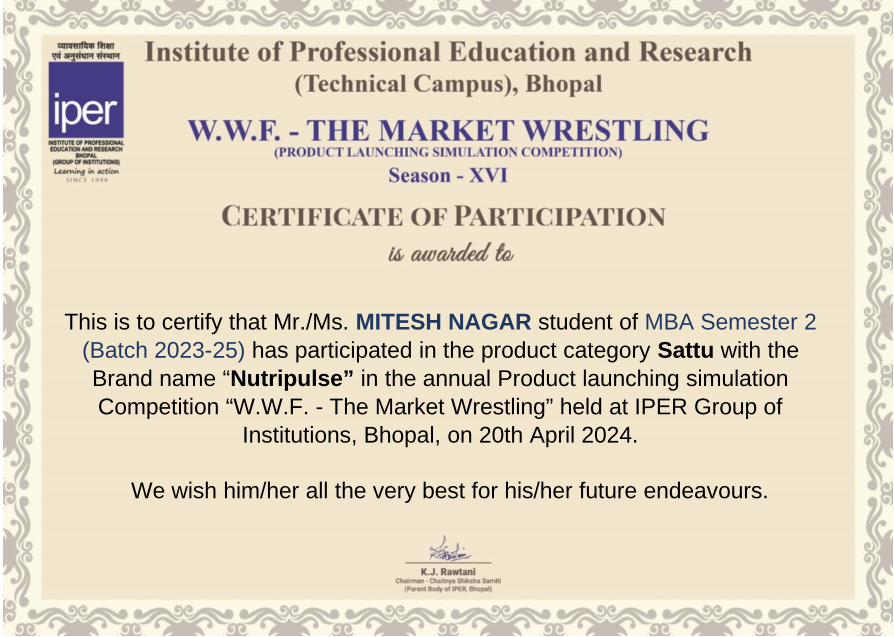 व्यावसायिक शिक्षा
एवं अनुसंधान संस्थान
iper
INSTITUTE OF PROFESSIONAL
EDUCATION AND RESEARCH
BHOPAL
(GROUP OF INSTITUTIONS)
Learning in action
SINCE 1996
Institute of Professional Education and Research
(Technical Campus), Bhopal
W.W.F. - THE MARKET WRESTLING
(PRODUCT LAUNCHING SIMULATION COMPETITION)
Season - XVI
CERTIFICATE OF PARTICIPATION
is awarded to
This is to certify that Mr./Ms. MITESH NAGAR student of MBA Semester 2
(Batch 2023-25) has participated in the product category Sattu with the
Brand name “Nutripulse” in the annual Product launching simulation
Competition “W.W.F. - The Market Wrestling” held at IPER Group of
Institutions, Bhopal, on 20th April 2024.
We wish him/her all the very best for his/her future endeavours.
K.J. Rawtani
Chairman - Chaitnya Shiksha Samiti
(Parent Body of IPER, Bhopal)